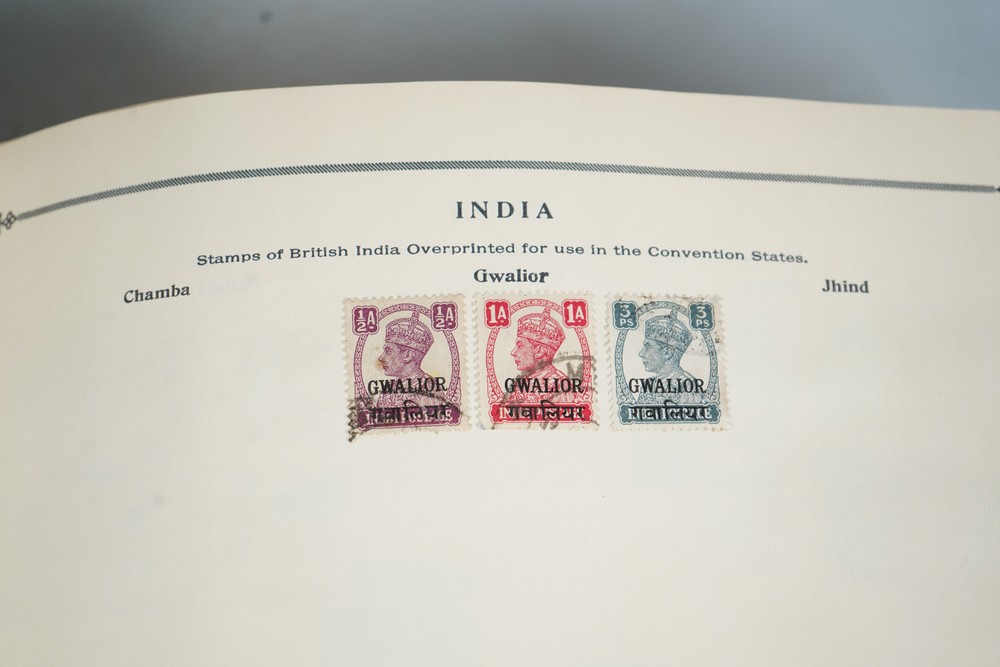 INDIA
Stamps of British India Overprinted for use in the Convention States.
Chamba
Gwalior
Jhind
½A ½A
GWALIOR
गवालियर
1A 1A
GWALIOR
गवालियर
3 PS 3 PS
GWALIOR
गवालियर